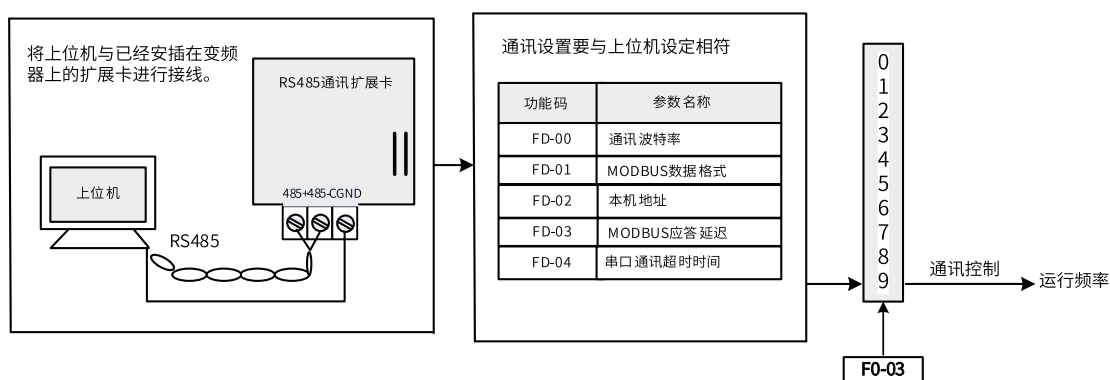 将上位机与已经安插在变频
器上的扩展卡进行接线。
RS485通讯扩展卡
上位机
485+485-CGND
RS485
通讯设置要与上位机设定相符
功能码 参数名称
FD-00 通讯波特率
FD-01 MODBUS数据格式
FD-02 本机地址
FD-03 MODBUS应答延迟
FD-04 串口通讯超时时间
0
1
2
3
4
5
6
7
8
9
通讯控制
运行频率
F0-03